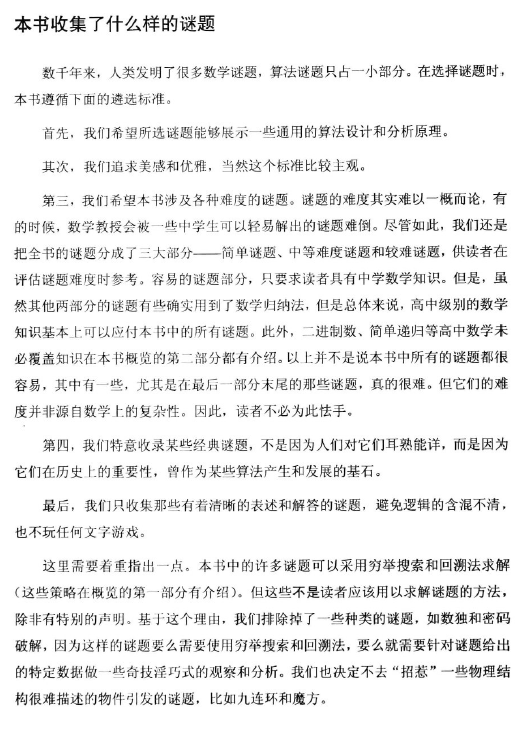 本书收集了什么样的谜题
数千年来，人类发明了很多数学谜题，算法谜题只占一小部分。在选择谜题时，
本书遵循下面的遴选标准。
首先，我们希望所选谜题能够展示一些通用的算法设计和分析原理。
其次，我们追求美感和优雅，当然这个标准比较主观。
第三，我们希望本书涉及各种难度的谜题。谜题的难度其实难以一概而论，有
的时候，数学教授会被一些中学生可以轻易解出的谜题难倒。尽管如此，我们还是
把全书的谜题分成了三大部分——简单谜题、中等难度谜题和较难谜题，供读者在
评估谜题难度时参考。容易的谜题部分，只要求读者具有中学数学知识。但是，虽
然其他两部分的谜题有些确实用到了数学归纳法，但是总体来说，高中级别的数学
知识基本上可以应付本书中的所有谜题。此外，二进制数、简单递归等高中数学未
必覆盖知识在本书概览的第二部分都有介绍。以上并不是说本书中所有的谜题都很
容易，其中有一些，尤其是在最后一部分末尾的那些谜题，真的很难。但它们的难
度并非源自数学上的复杂性。因此，读者不必为此怯手。
第四，我们特意收录某些经典谜题，不是因为人们对它们耳熟能详，而是因为
它们在历史上的重要性，曾作为某些算法产生和发展的基石。
最后，我们只收集那些有着清晰的表述和解答的谜题，避免逻辑的含混不清，
也不玩任何文字游戏。
这里需要着重指出一点。本书中的许多谜题可以采用穷举搜索和回溯法求解
（这些策略在概览的第一部分有介绍）。但这些不是读者应该用以求解谜题的方法，
除非有特别的声明。基于这个理由，我们排除掉了一些种类的谜题，如数独和密码
破解，因为这样的谜题要么需要使用穷举搜索和回溯法，要么就需要针对谜题给出
的特定数据做一些奇技淫巧式的观察和分析。我们也决定不去“招惹”一些物理结
构很难描述的物件引发的谜题，比如九连环和魔方。